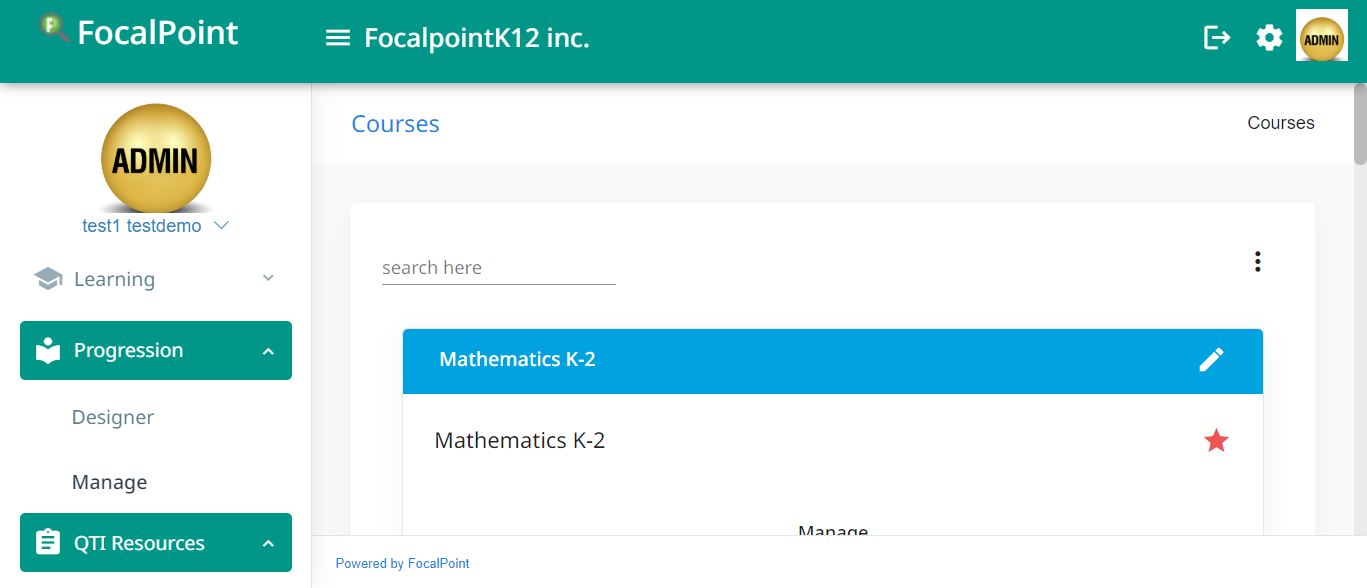 FocalPoint
FocalpointK12 inc.
ADMIN
ADMIN
test1 testdemo
Learning
Progression
Designer
Manage
QTI Resources
Courses
Courses
search here
Mathematics K-2
Mathematics K-2
Manage
Powered by FocalPoint